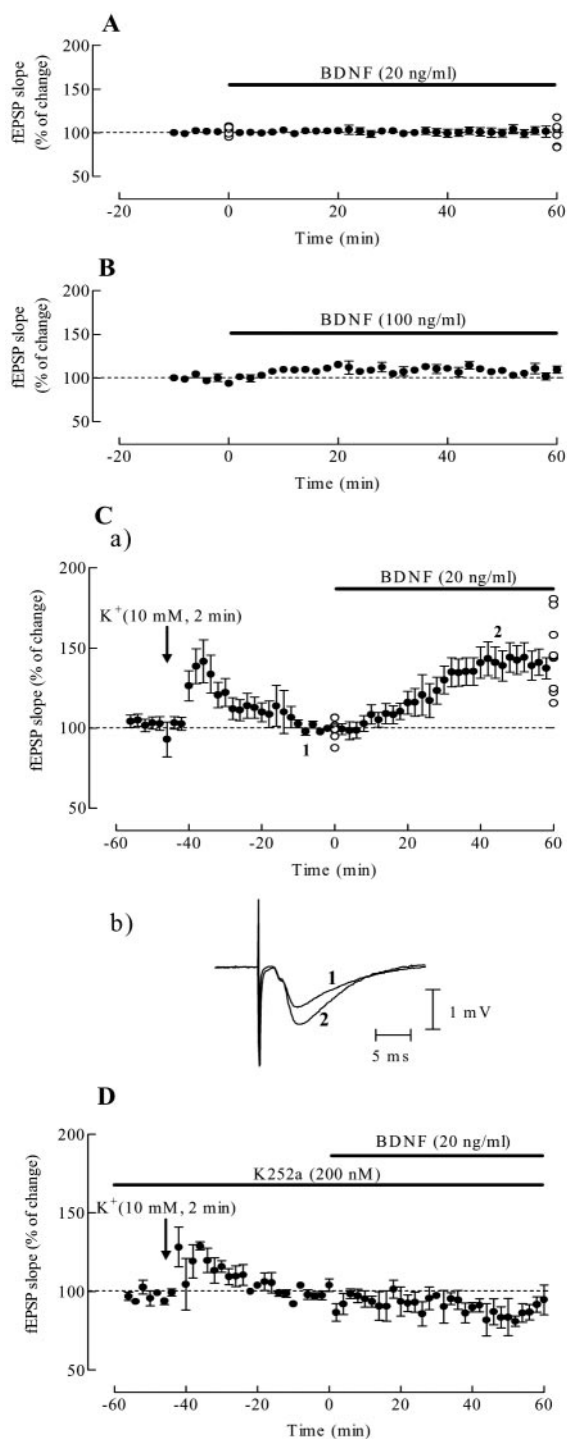 A
BDNF (20 ng/ml)
fEPSP slope
(% of change)
200
150
100
50
-20
0
20
40
60
Time (min)
B
BDNF (100 ng/ml)
fEPSP slope
(% of change)
200
150
100
50
-20
0
20
40
60
Time (min)
C
a)
BDNF (20 ng/ml)
K+(10 mM, 2 min)
fEPSP slope (% of change)
200
150
100
50
1
2
-60
-40
-20
0
20
40
60
Time (min)
b)
1
2
1 mV
5 ms
D
BDNF (20 ng/ml)
K252a (200 nM)
K+(10 mM, 2 min)
fEPSP slope (% of change)
200
150
100
50
-60
-40
-20
0
20
40
60
Time (min)